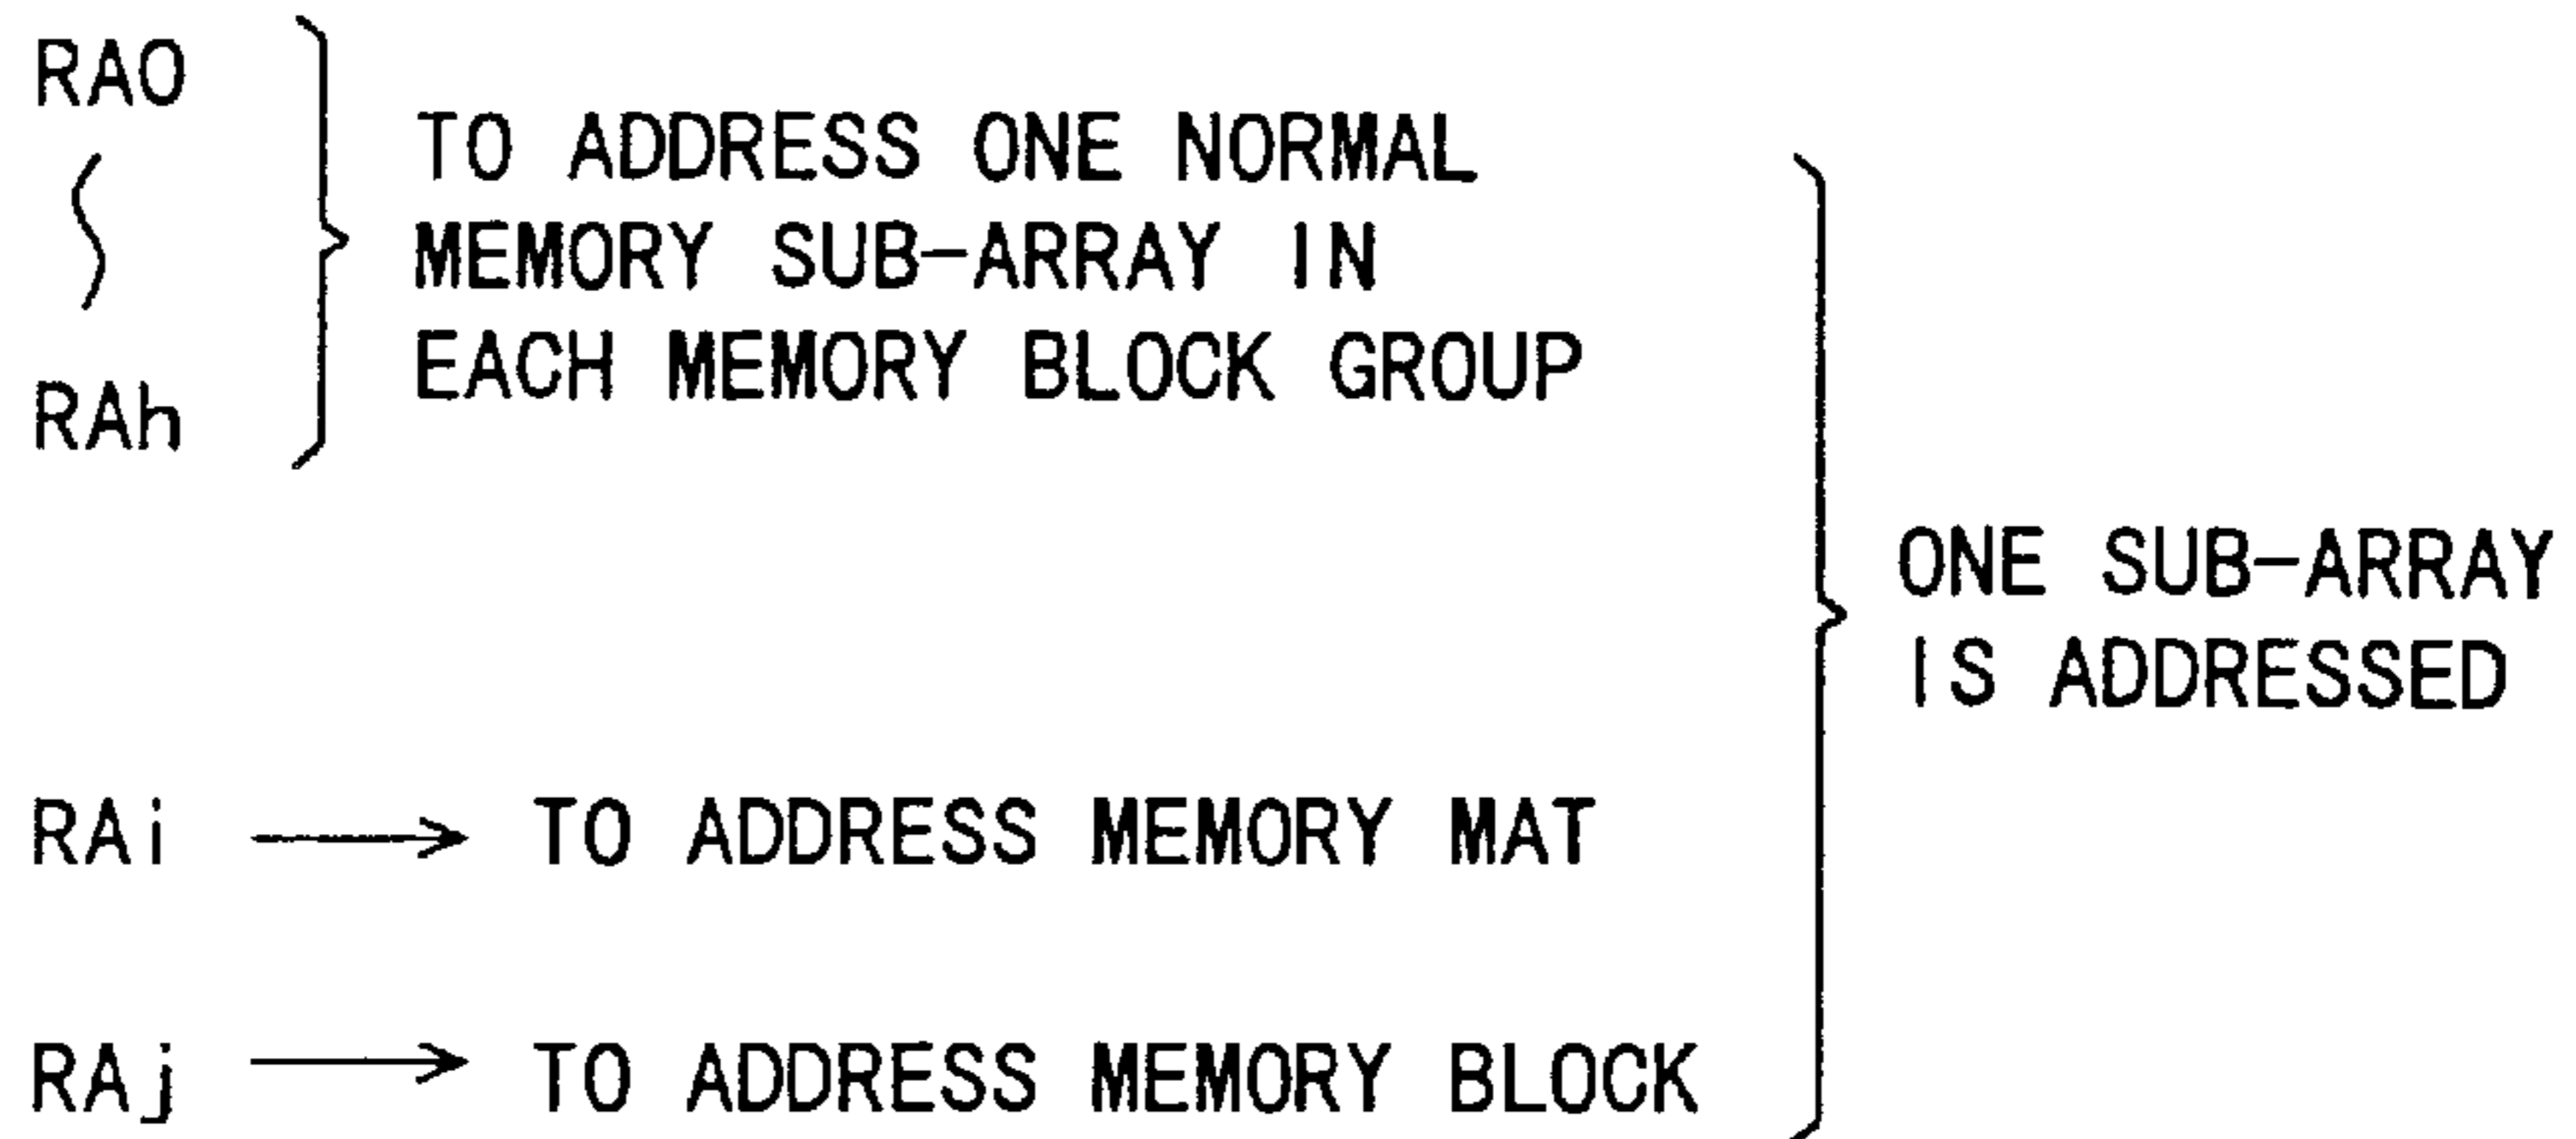 RA0
RAh
TO ADDRESS ONE NORMAL
MEMORY SUB-ARRAY IN
EACH MEMORY BLOCK GROUP
RAi
TO ADDRESS MEMORY MAT
RAj
TO ADDRESS MEMORY BLOCK
ONE SUB-ARRAY
IS ADDRESSED